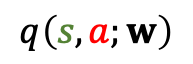 q(s, a; w)